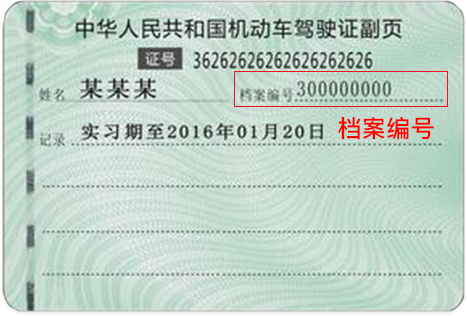 中华人民共和国机动车驾驶证副页
证号 362626262626262626
姓名 某某某 档案编号 300000000
记录 实习期至2016年01月20日 档案编号